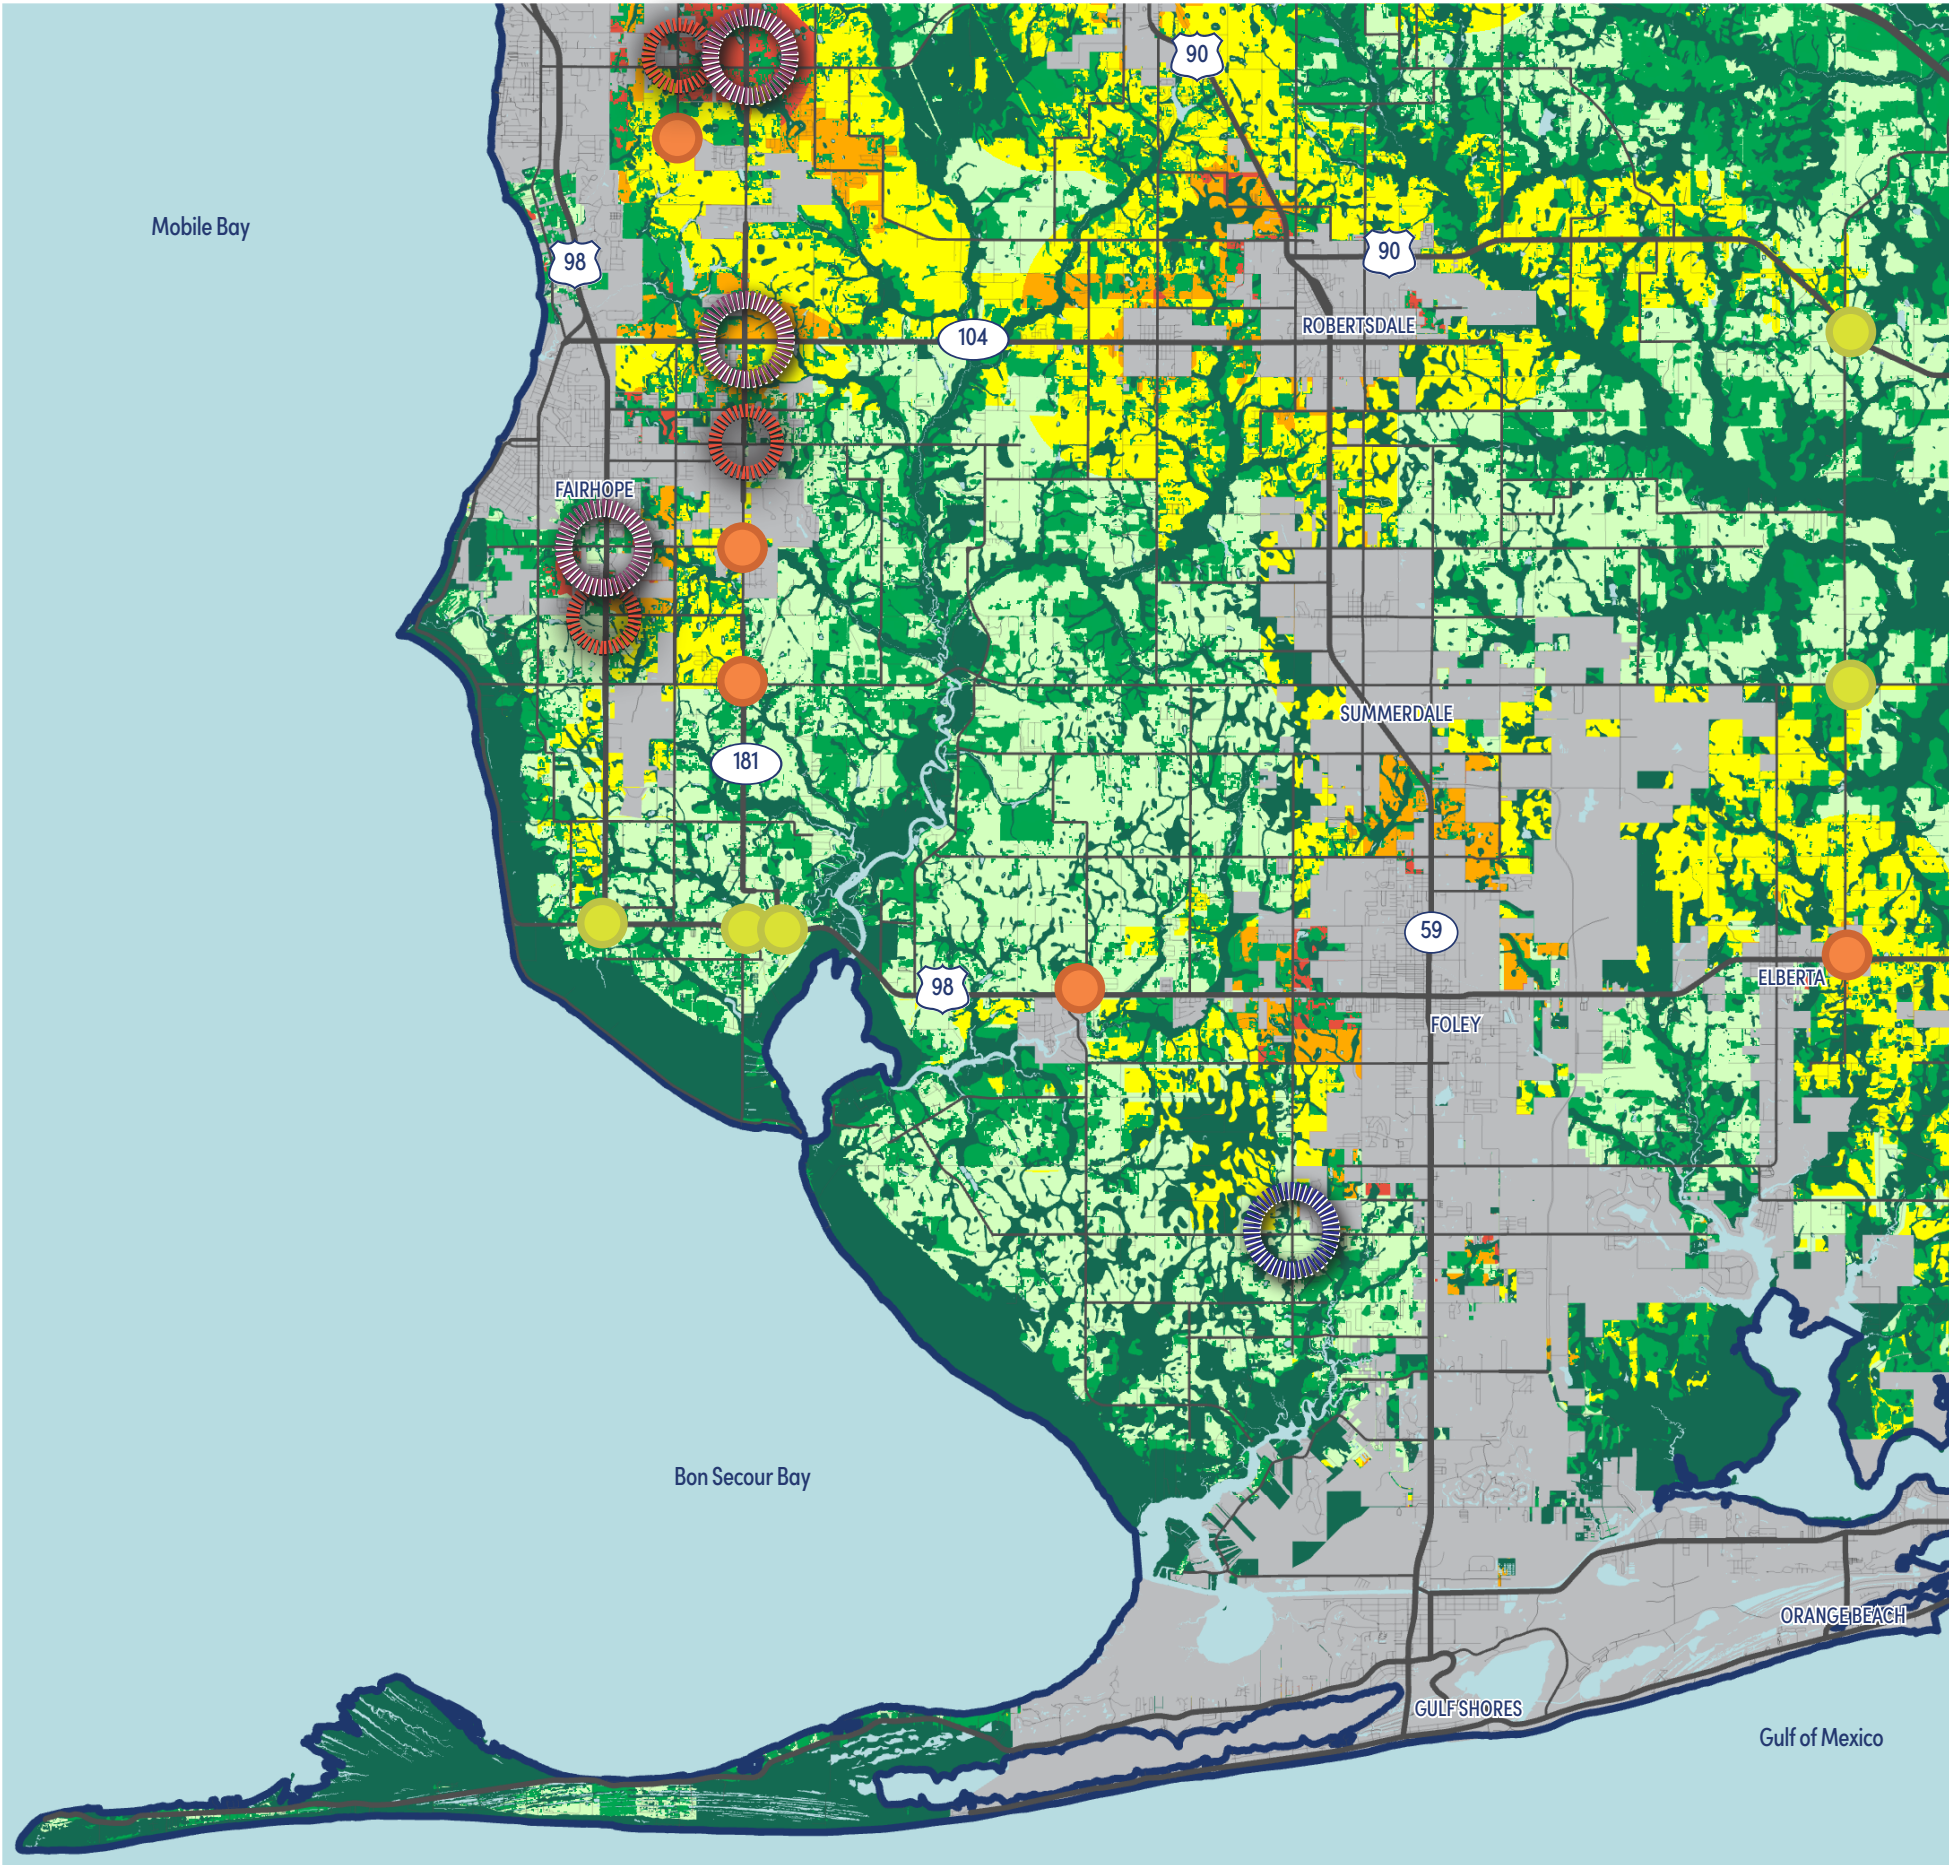 90
Mobile Bay
98
90
104
ROBERTSDALE
FAIRHOPE
SUMMERDALE
181
59
98
ELBERTA
FOLEY
Bon Secour Bay
ORANGE BEACH
GULF SHORES
Gulf of Mexico